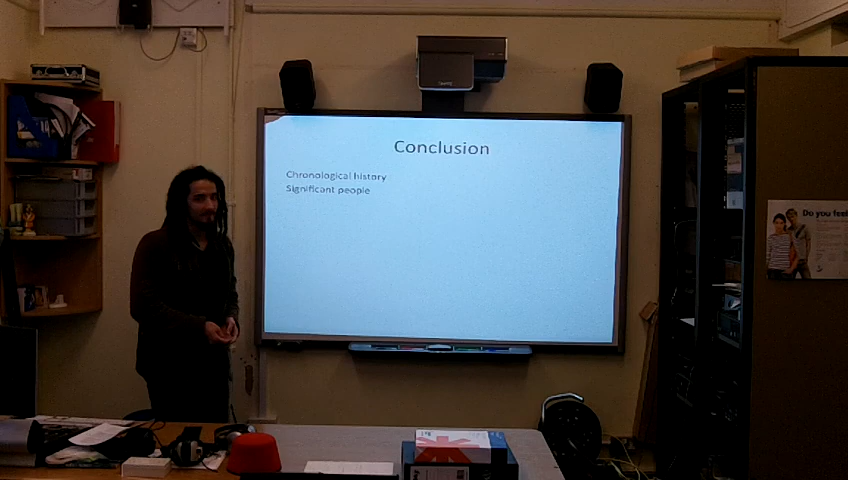 Conclusion
Chronological history
Significant people
Do you feel